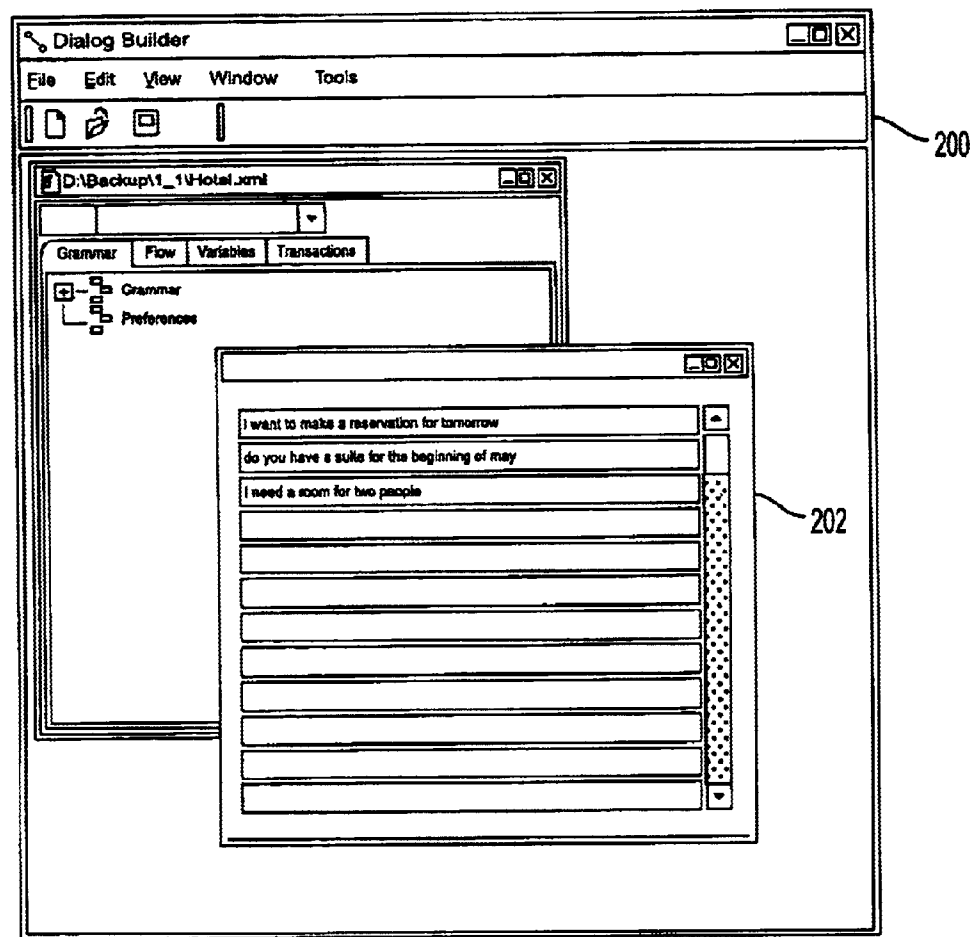 Dialog Builder
File Edit View Window Tools
200
D:\Backup\1_1\Hotel.xml
Grammar Flow Variables Transactions
Grammar
Preferences
I want to make a reservation for tomorrow
do you have a suite for the beginning of may
I need a room for two people
202